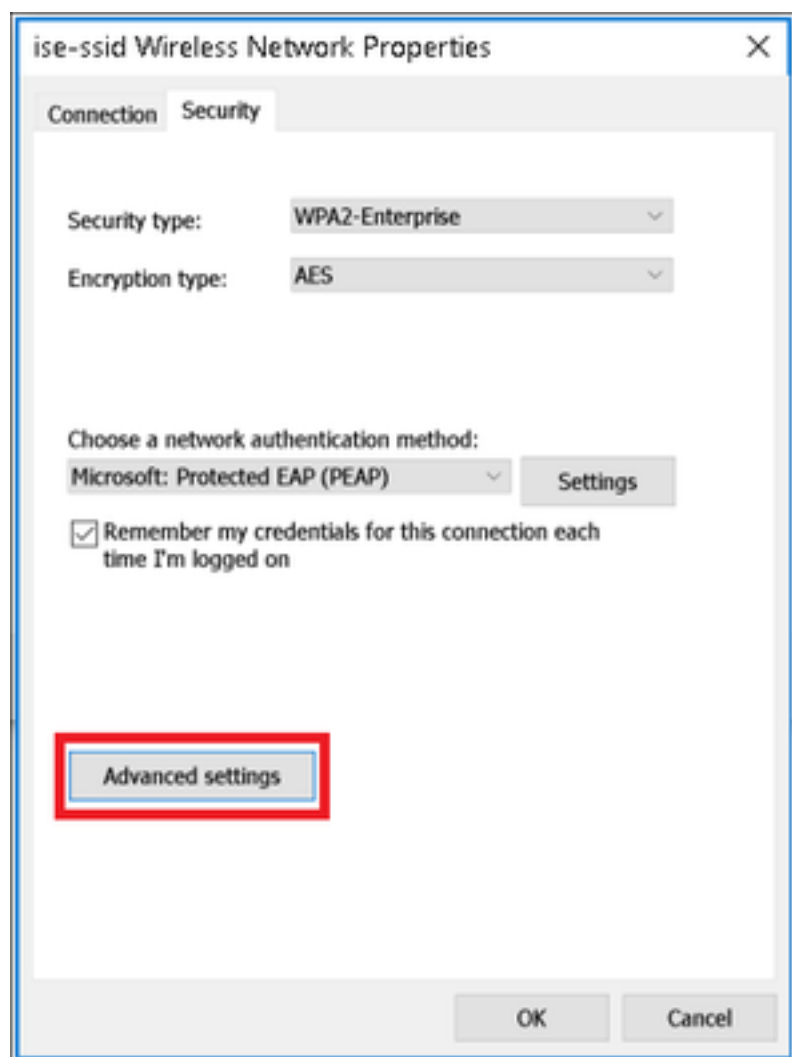 ise-ssid Wireless Network Properties
Connection
Security
Security type:
WPA2-Enterprise
Encryption type:
AES
Choose a network authentication method:
Microsoft: Protected EAP (PEAP)
Settings
Remember my credentials for this connection each
time I'm logged on
Advanced settings
OK
Cancel